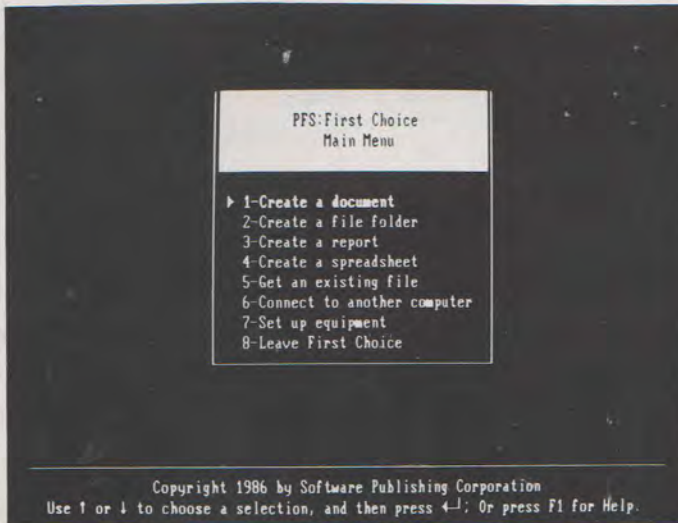 PFS:First Choice
Main Menu
▶ 1-Create a document
2-Create a file folder
3-Create a report
4-Create a spreadsheet
5-Get an existing file
6-Connect to another computer
7-Set up equipment
8-Leave First Choice
Copyright 1986 by Software Publishing Corporation
Use ↑ or ↓ to choose a selection, and then press ↵; Or press F1 for Help.